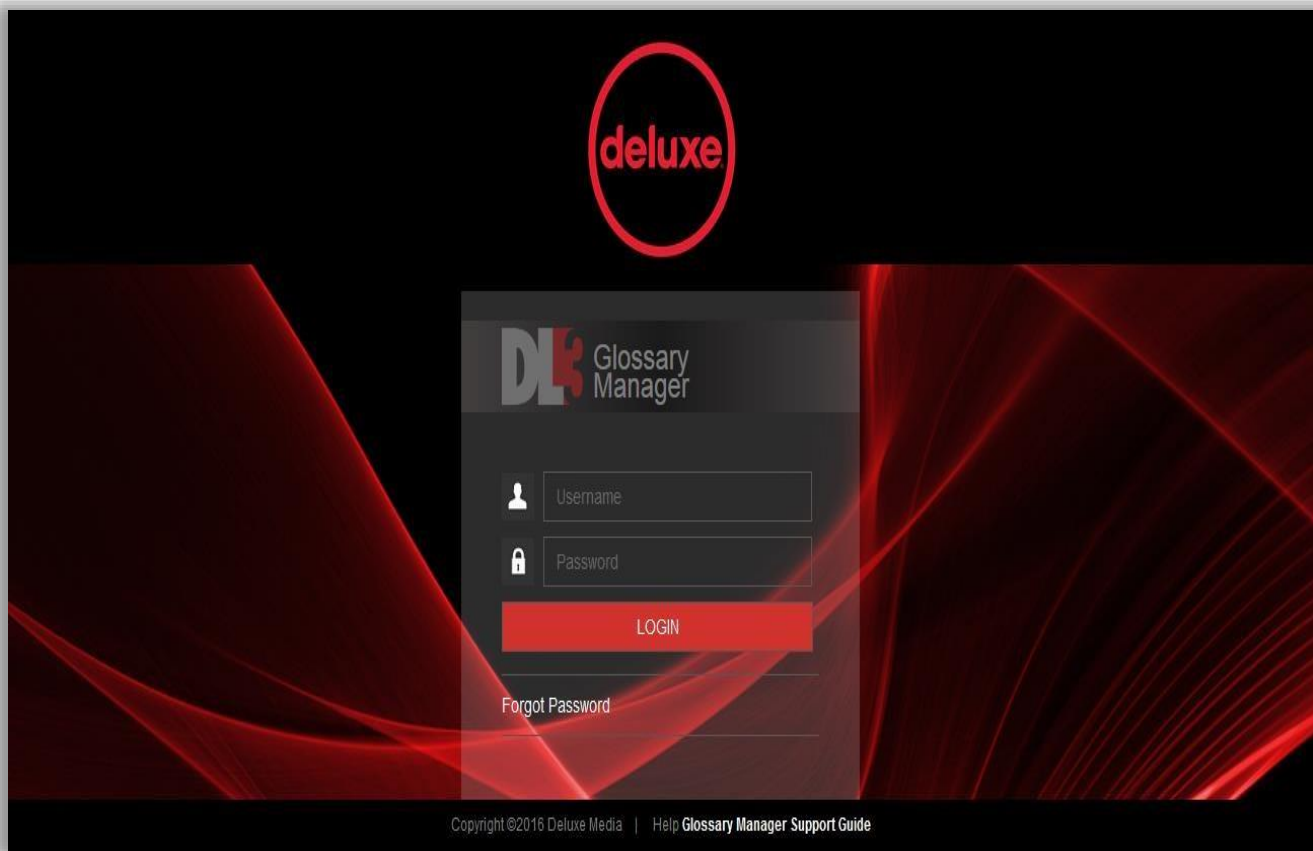 deluxe
DL3 Glossary
Manager
Username
Password
LOGIN
Forgot Password
Copyright ©2016 Deluxe Media | Help Glossary Manager Support Guide